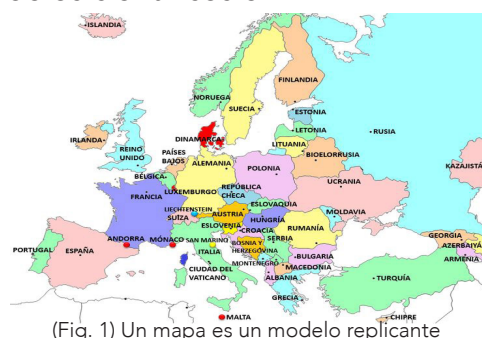 ISLANDIA
FINLANDIA
NORUEGA
SUECIA
ESTONIA
LETONIA
RUSIA
DINAMARCA
LITUANIA
IRLANDA
REINO
UNIDO
PAÍSES
BAJOS
BIELORRUSIA
ALEMANIA
POLONIA
BÉLGICA
KAZAJISTÁ
UCRANIA
LUXEMBURGO
REPÚBLICA
CHECA
FRANCIA
ESLOVAQUIA
LIECHTENSTEIN
AUSTRIA
MOLDAVIA
SUIZA
HUNGRÍA
ESLOVENIA
CROACIA
RUMANÍA
GEORGIA
ANDORRA
MÓNACO
SAN MARINO
BOSNIA Y
HERZEGOVINA
SERBIA
AZERBAIYÁ
PORTUGAL
ESPAÑA
ITALIA
MONTENEGRO
BULGARIA
ARMENIA
CIUDAD DEL
VATICANO
MACEDONIA
ALBANIA
TURQUÍA
GRECIA
MALTA
CHIPRE
(Fig. 1) Un mapa es un modelo replicante